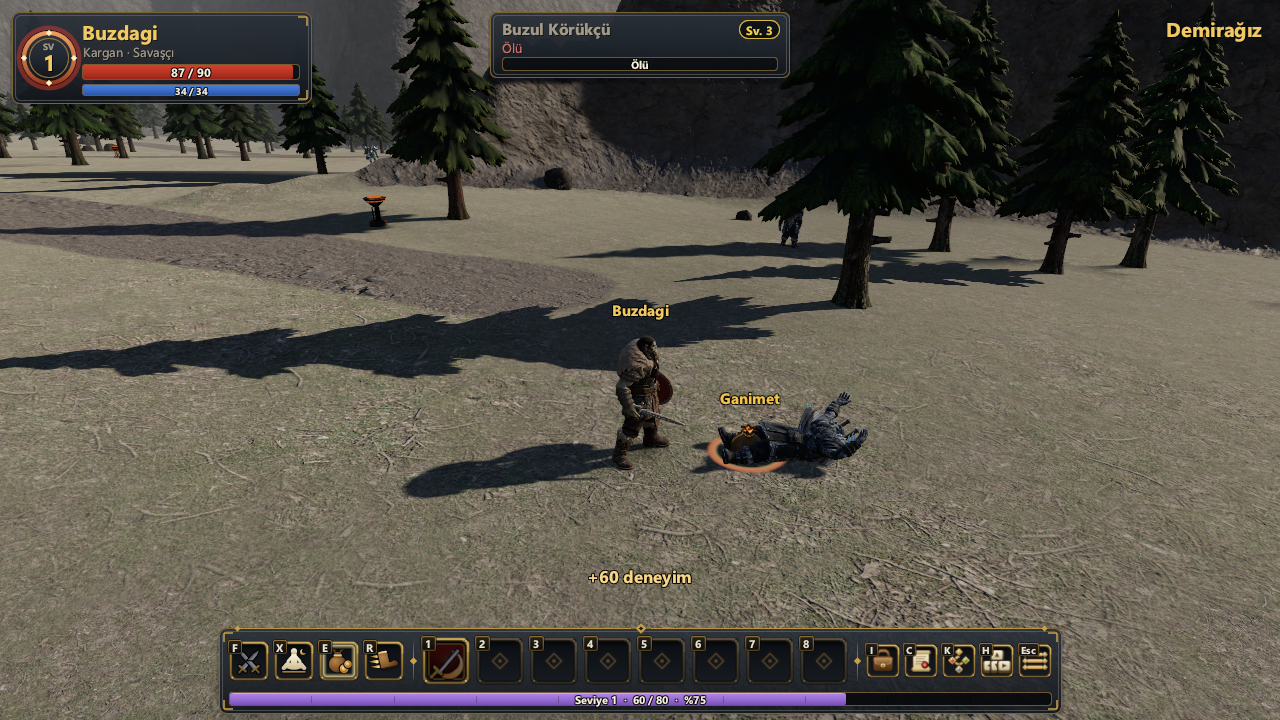 Buzdagi
Kargan · Savaşçı
SV
1
87 / 90
34 / 34
Buzul Körükçü
Sv. 3
Ölü
Ölü
Demirağız
Buzdagi
Ganimet
+60 deneyim
F
X
E
R
1
2
3
4
5
6
7
8
I
C
K
H
Esc
Seviye 1 · 60 / 80 · %75